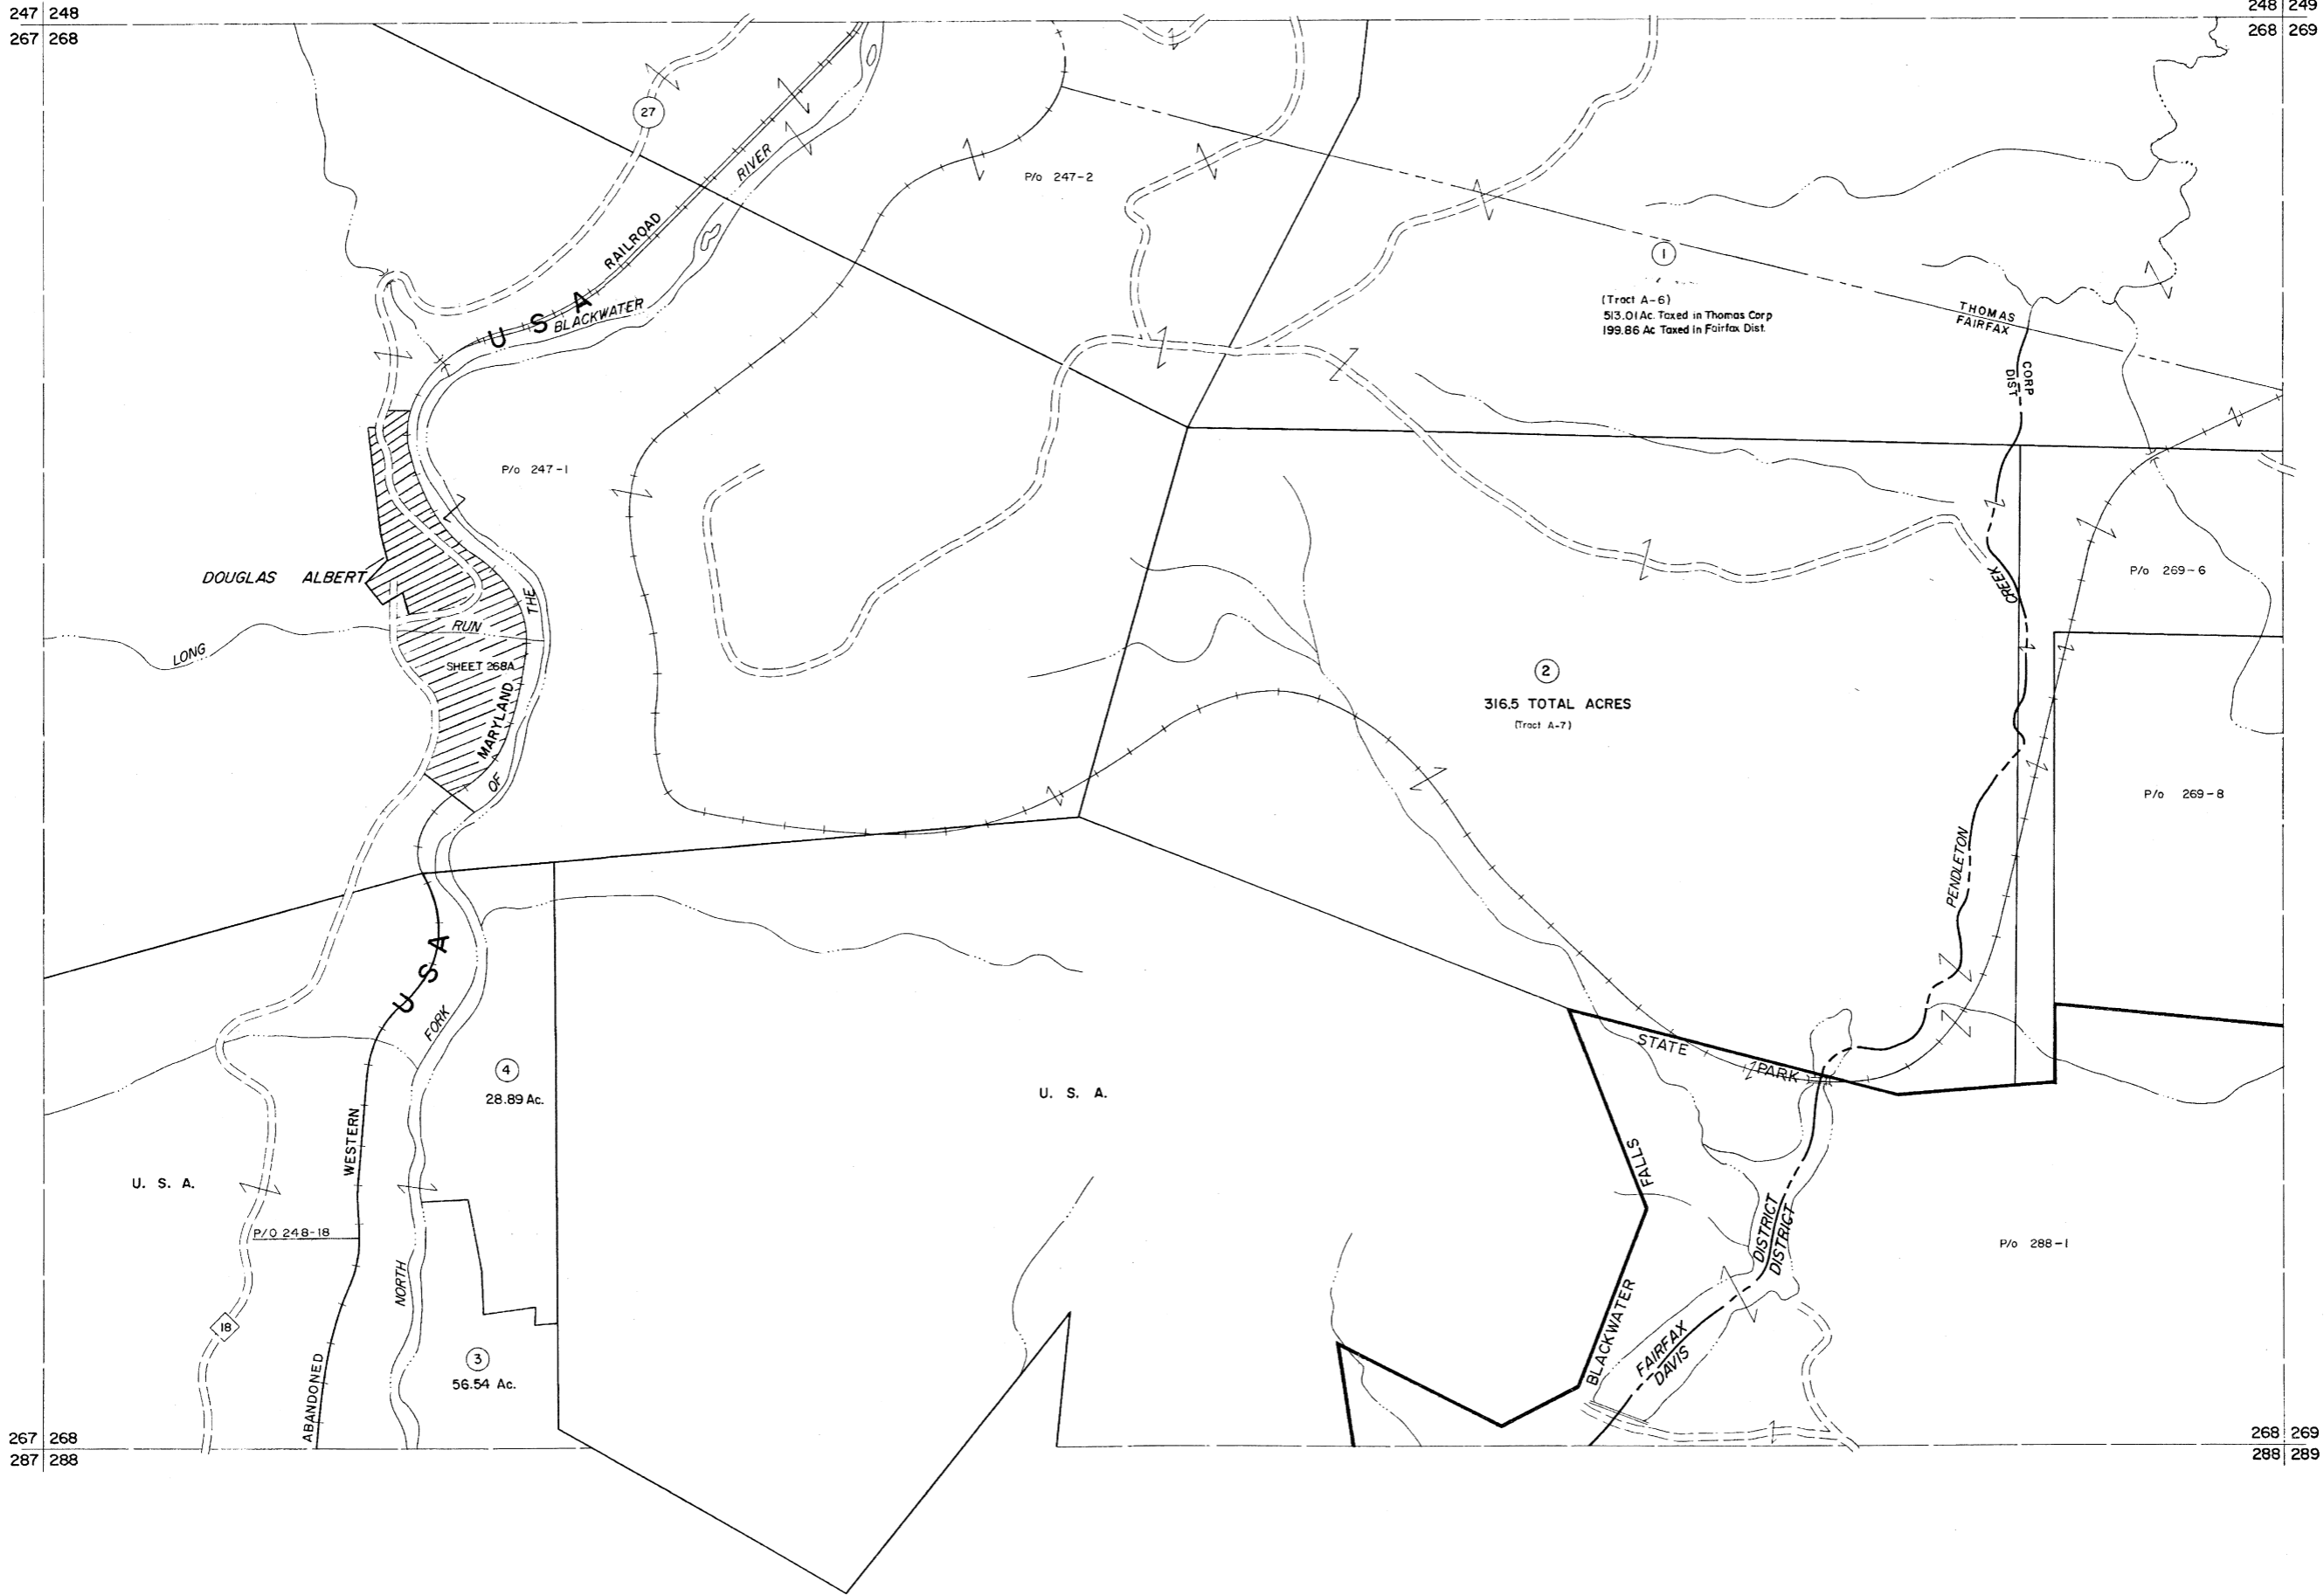 247 248
267 268
248 249
268 269
27
RIVER
RAILROAD
U S A
BLACKWATER
P/o 247-2
1
(Tract A-6)
513.01 Ac. Taxed in Thomas Corp
199.86 Ac Taxed in Fairfax Dist.
THOMAS
FAIRFAX
CORP
DIST
P/o 247-1
DOUGLAS ALBERT
THE
CREEK
P/o 269-6
LONG
RUN
SHEET 268A
MARYLAND
OF
2
316.5 TOTAL ACRES
(Tract A-7)
P/o 269-8
PENDLETON
U S A
FORK
STATE
PARK
4
28.89 Ac.
U. S. A.
WESTERN
FALLS
U. S. A.
P/O 248-18
DISTRICT
DISTRICT
P/o 288-1
NORTH
18
BLACKWATER
FAIRFAX
DAVIS
3
56.54 Ac.
ABANDONED
267 268
287 288
268 269
288 289